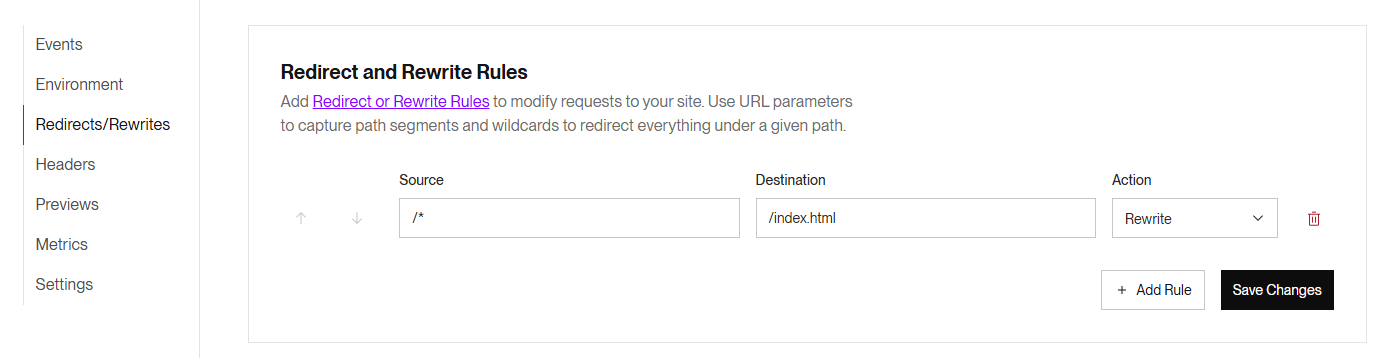 Events
Environment
Redirects/Rewrites
Headers
Previews
Metrics
Settings
Redirect and Rewrite Rules
Add Redirect or Rewrite Rules to modify requests to your site. Use URL parameters
to capture path segments and wildcards to redirect everything under a given path.
Source Destination Action
/* /index.html Rewrite
+ Add Rule Save Changes